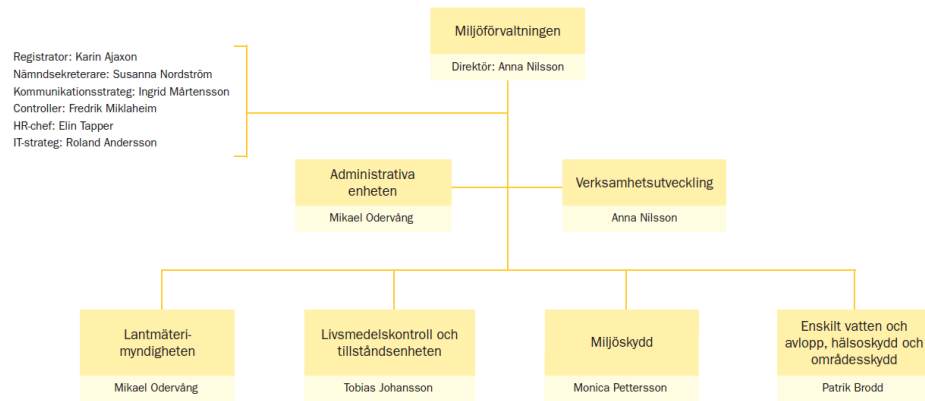 Miljöförvaltningen
Direktör: Anna Nilsson
Registrator: Karin Ajaxon
Nämndsekreterare: Susanna Nordström
Kommunikationsstrateg: Ingrid Mårtensson
Controller: Fredrik Miklaheim
HR-chef: Elin Tapper
IT-strateg: Roland Andersson
Administrativa
enheten
Mikael Odervång
Verksamhetsutveckling
Anna Nilsson
Lantmäteri-
myndigheten
Mikael Odervång
Livsmedelskontroll och
tillståndsenheten
Tobias Johansson
Miljöskydd
Monica Pettersson
Enskilt vatten och
avlopp, hälsoskydd och
områdesskydd
Patrik Brodd